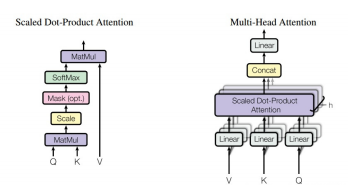 Scaled Dot-Product Attention
MatMul
SoftMax
Mask (opt.)
Scale
MatMul
Q K V
Multi-Head Attention
Linear
Concat
Scaled Dot-Product
Attention
h
Linear Linear Linear
V K Q